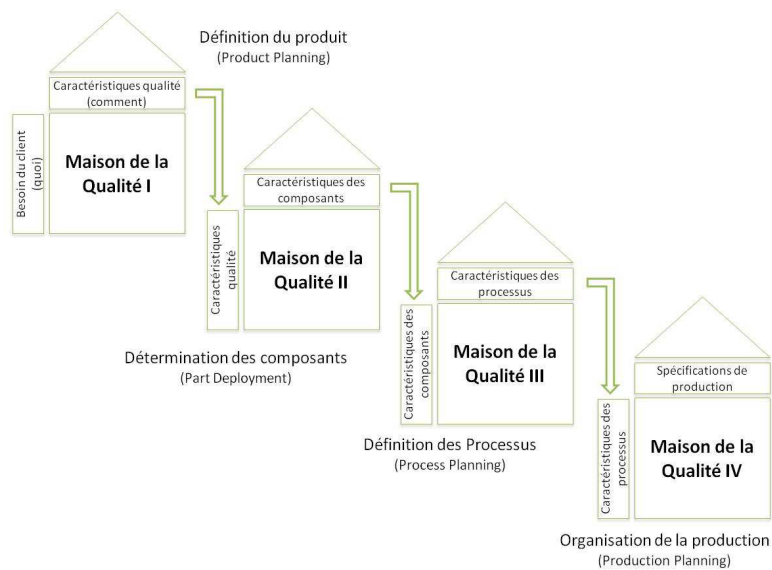 Définition du produit
(Product Planning)
Caractéristiques qualité
(comment)
Besoin du client
(quoi)
Maison de la
Qualité I
Caractéristiques des
composants
Caractéristiques
qualité
Maison de la
Qualité II
Détermination des composants
(Part Deployment)
Caractéristiques des
processus
Caractéristiques des
composants
Maison de la
Qualité III
Définition des Processus
(Process Planning)
Spécifications de
production
Caractéristiques des
processus
Maison de la
Qualité IV
Organisation de la production
(Production Planning)